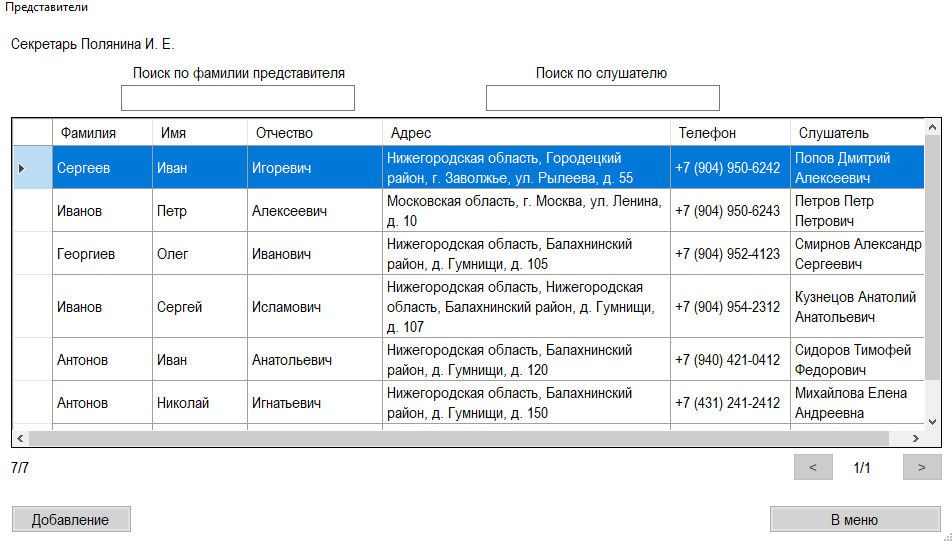 Представители
Секретарь Полянина И. Е.
Поиск по фамилии представителя
Поиск по слушателю
Фамилия Имя Отчество Адрес Телефон Слушатель
Сергеев Иван Игоревич Нижегородская область, Городецкий +7 (904) 950-6242 Попов Дмитрий
район, г. Заволжье, ул. Рылеева, д. 55 Алексеевич
Иванов Петр Алексеевич Московская область, г. Москва, ул. Ленина, +7 (904) 950-6243 Петров Петр
д. 10 Петрович
Георгиев Олег Иванович Нижегородская область, Балахнинский +7 (904) 952-4123 Смирнов Александр
район, д. Гумнищи, д. 105 Сергеевич
Нижегородская область, Нижегородская
Иванов Сергей Исламович область, Балахнинский район, д. Гумнищи, +7 (904) 954-2312 Кузнецов Анатолий
д. 107 Анатольевич
Антонов Иван Анатольевич Нижегородская область, Балахнинский +7 (940) 421-0412 Сидоров Тимофей
район, д. Гумнищи, д. 120 Федорович
Антонов Николай Игнатьевич Нижегородская область, Балахнинский +7 (431) 241-2412 Михайлова Елена
район, д. Гумнищи, д. 150 Андреевна
7/7
< 1/1 >
Добавление
В меню